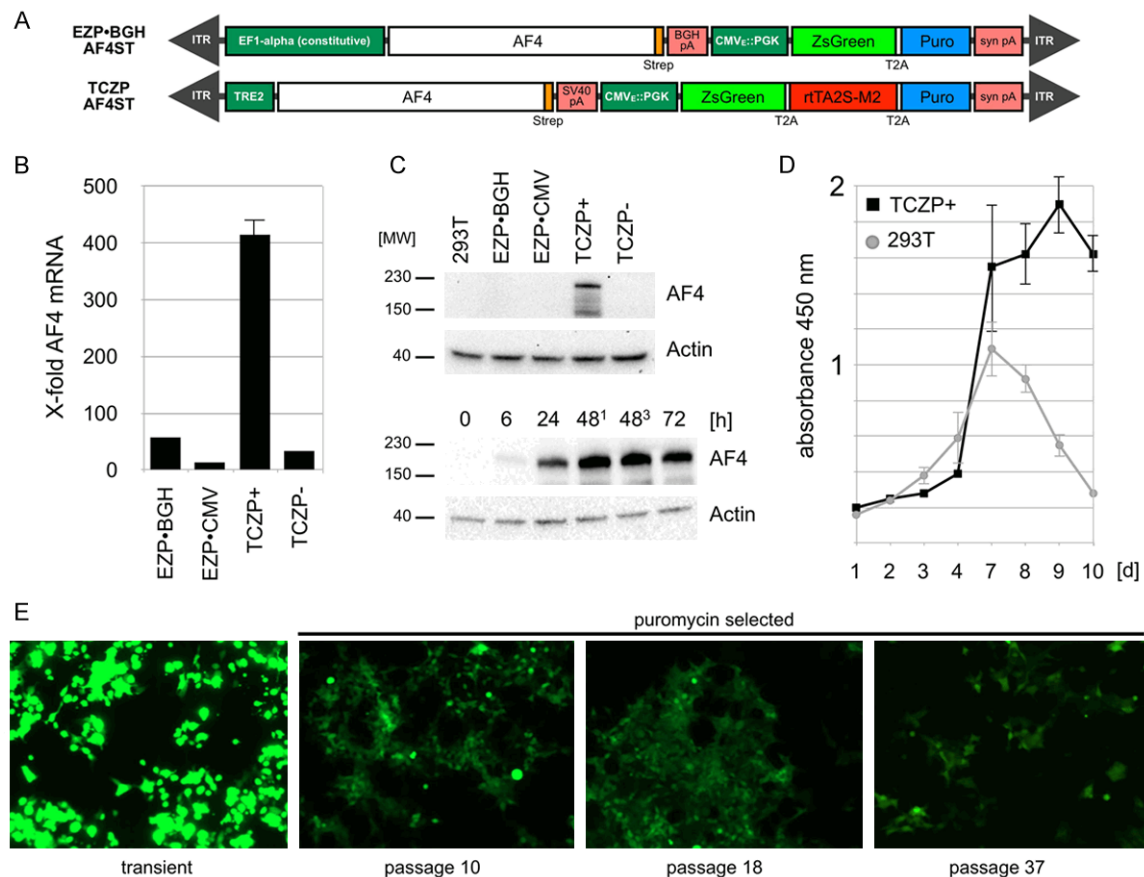 A
EZP•BGH
AF4ST
ITR
EF1-alpha (constitutive)
AF4
Strep
BGH
pA
CMVE::PGK
ZsGreen
T2A
Puro
syn pA
ITR
TCZP
AF4ST
ITR
TRE2
AF4
Strep
SV40
pA
CMVE::PGK
ZsGreen
T2A
rtTA2S-M2
T2A
Puro
syn pA
ITR
B
X-fold AF4 mRNA
500
400
300
200
100
0
EZP•BGH
EZP•CMV
TCZP+
TCZP-
C
[MW]
293T
EZP•BGH
EZP•CMV
TCZP+
TCZP-
230
150
AF4
40
Actin
0 6 24 48¹ 48³ 72 [h]
230
150
AF4
40
Actin
D
absorbance 450 nm
2
1
TCZP+
293T
1 2 3 4 7 8 9 10 [d]
E
puromycin selected
transient
passage 10
passage 18
passage 37